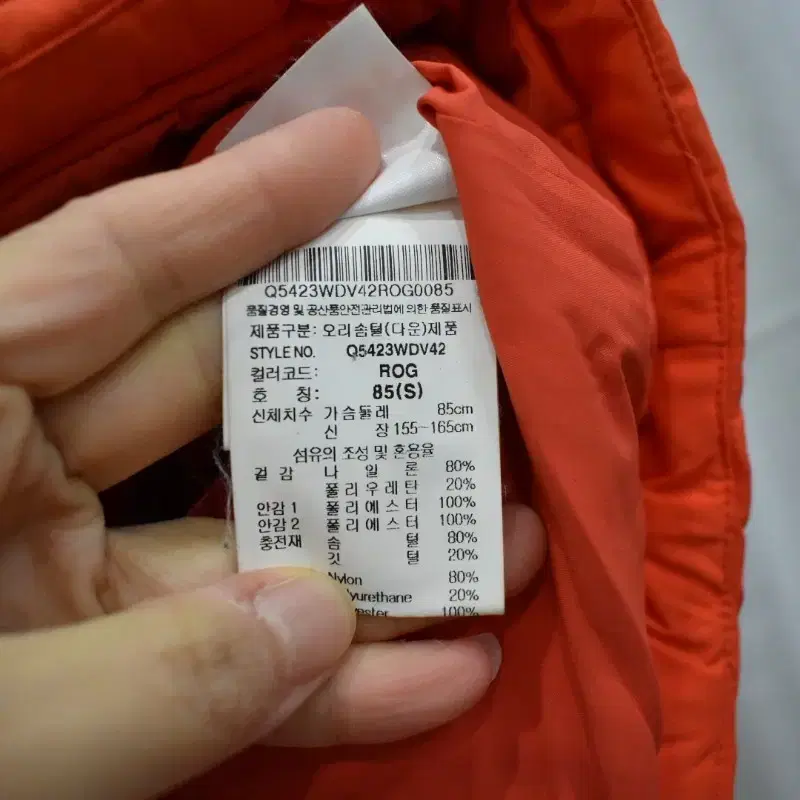 Q5423WDV42ROG0085
품질경영 및 공산품안전관리법에 의한 품질표시
제품구분: 오리솜털(다운)제품
STYLE NO. Q5423WDV42
컬러코드: ROG
호 칭: 85(S)
신체치수 가슴둘레 85cm
신 장 155~165cm
섬유의 조성 및 혼용율
겉 감 나 일 론 80%
폴리우레탄 20%
안감 1 폴리에스터 100%
안감 2 폴리에스터 100%
충전재 솜 털 80%
깃 털 20%
Nylon 80%
yurethane 20%
ester 100%